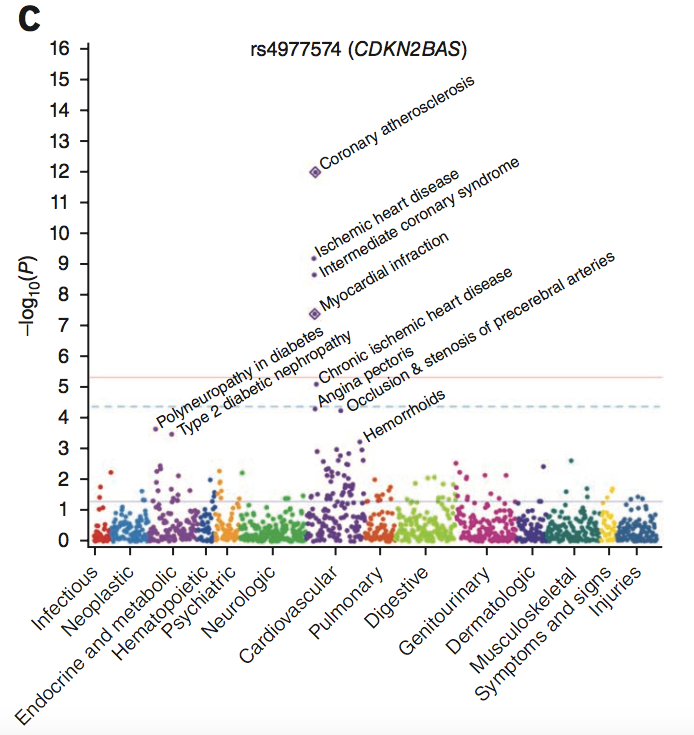 C
rs4977574 (CDKN2BAS)
16
15
14
13
12
11
10
9
8
7
6
5
4
3
2
1
0
–log10(P)
Coronary atherosclerosis
Ischemic heart disease
Intermediate coronary syndrome
Myocardial infraction
Chronic ischemic heart disease
Angina pectoris
Occlusion & stenosis of precerebral arteries
Polyneuropathy in diabetes
Type 2 diabetic nephropathy
Hemorrhoids
Infectious
Neoplastic
Endocrine and metabolic
Hematopoietic
Psychiatric
Neurologic
Cardiovascular
Pulmonary
Digestive
Genitourinary
Dermatologic
Musculoskeletal
Symptoms and signs
Injuries